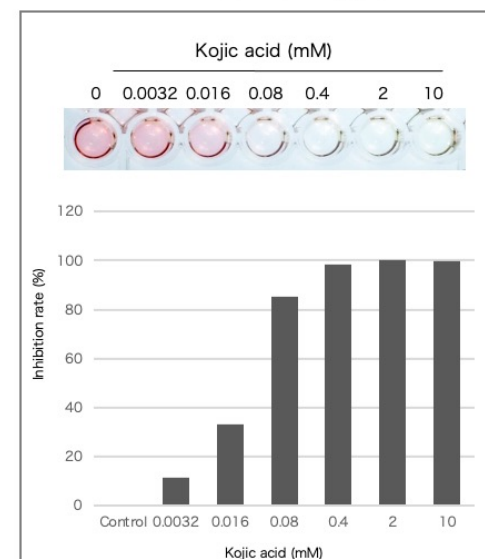 Kojic acid (mM)
0 0.0032 0.016 0.08 0.4 2 10
120
100
80
60
40
20
0
Inhibition rate (%)
Control 0.0032 0.016 0.08 0.4 2 10
Kojic acid (mM)